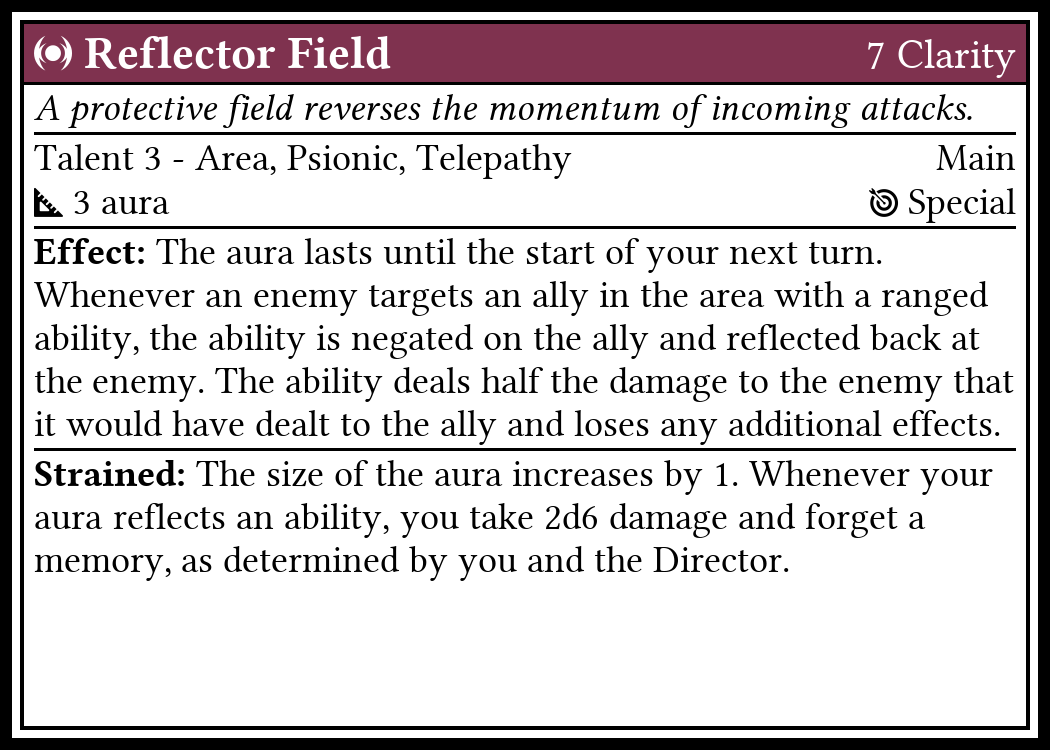 Reflector Field 7 Clarity
A protective field reverses the momentum of incoming attacks.
Talent 3 - Area, Psionic, Telepathy Main
3 aura Special
Effect: The aura lasts until the start of your next turn.
Whenever an enemy targets an ally in the area with a ranged
ability, the ability is negated on the ally and reflected back at
the enemy. The ability deals half the damage to the enemy that
it would have dealt to the ally and loses any additional effects.
Strained: The size of the aura increases by 1. Whenever your
aura reflects an ability, you take 2d6 damage and forget a
memory, as determined by you and the Director.